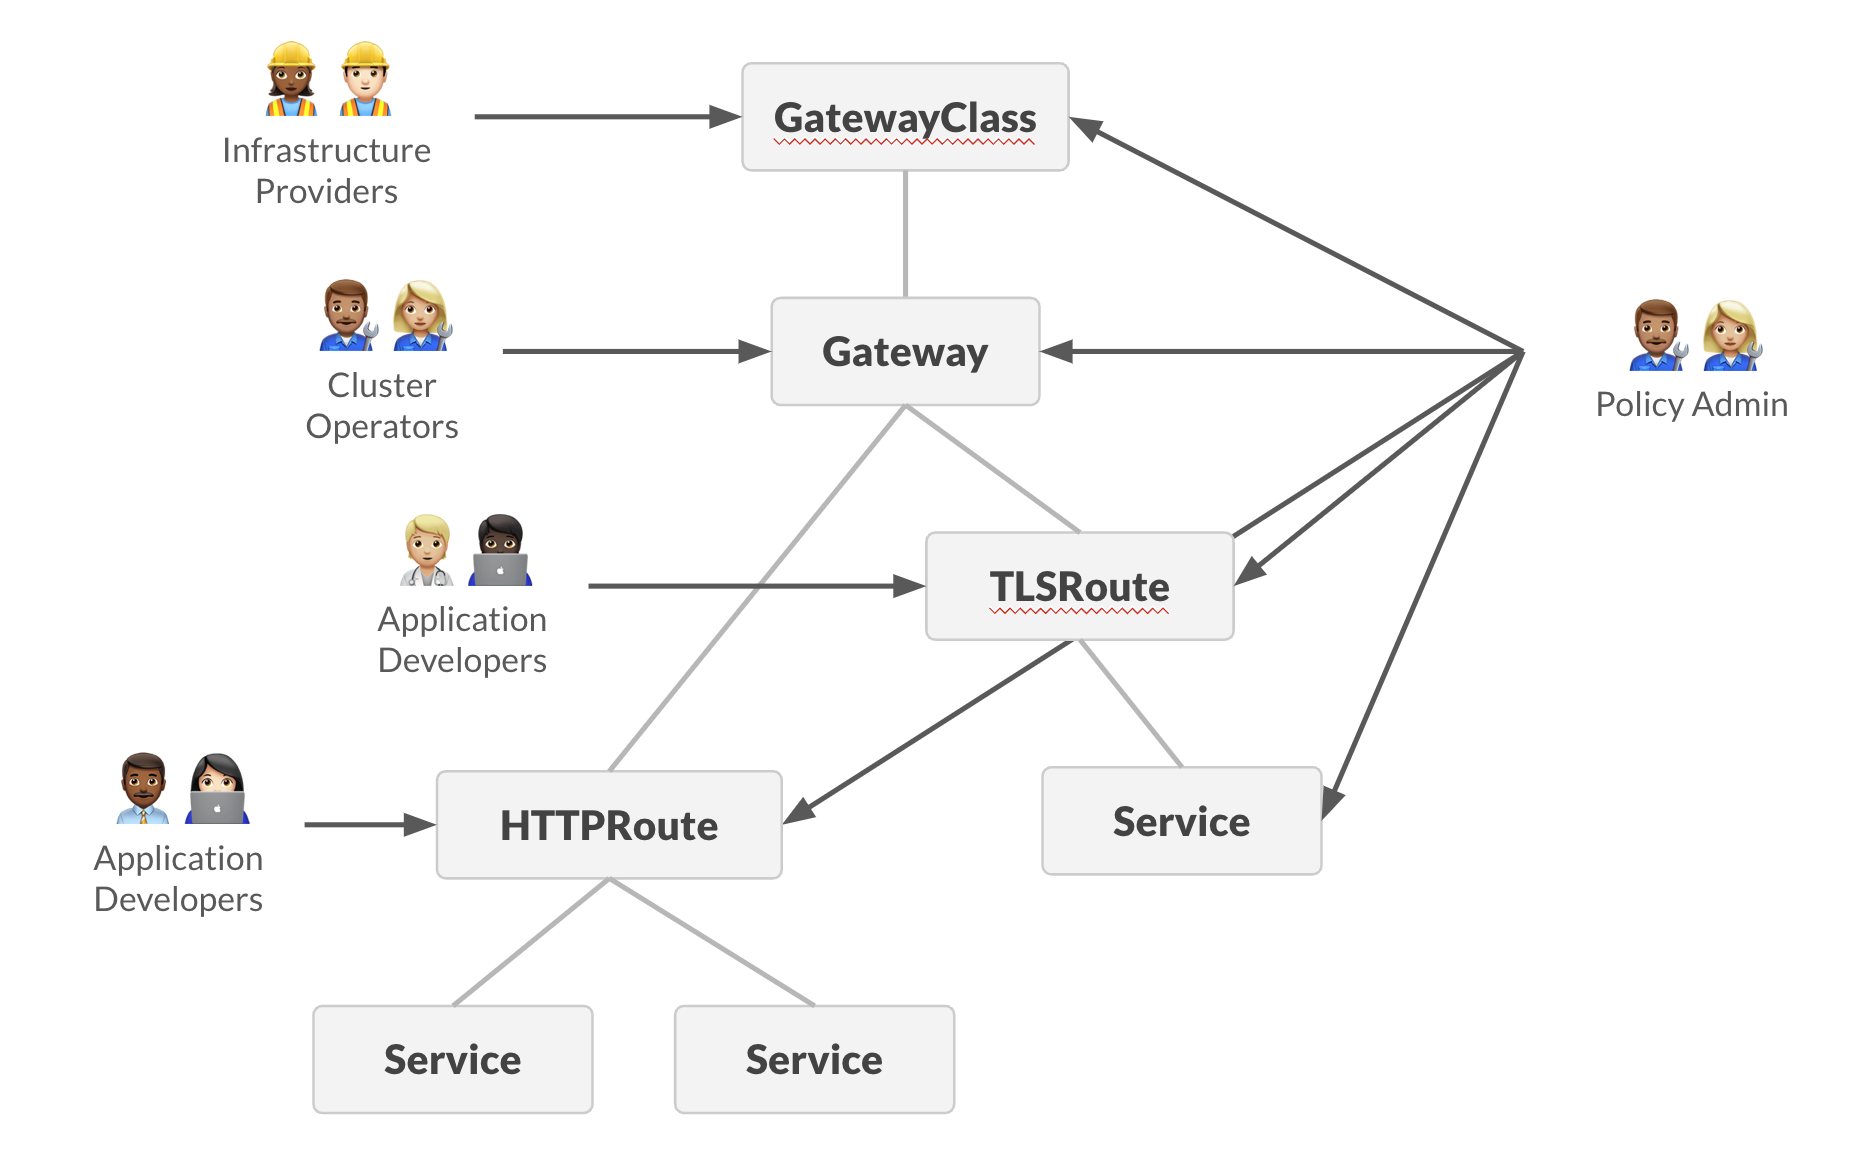 GatewayClass
Infrastructure
Providers
Gateway
Cluster
Operators
Policy Admin
TLSRoute
Application
Developers
HTTPRoute
Service
Application
Developers
Service
Service